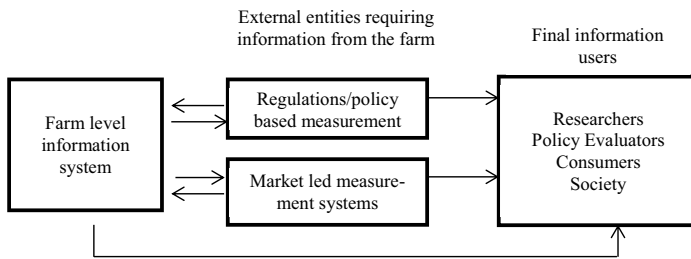 External entities requiring
information from the farm
Final information
users
Farm level
information
system
Regulations/policy
based measurement
Market led measure-
ment systems
Researchers
Policy Evaluators
Consumers
Society